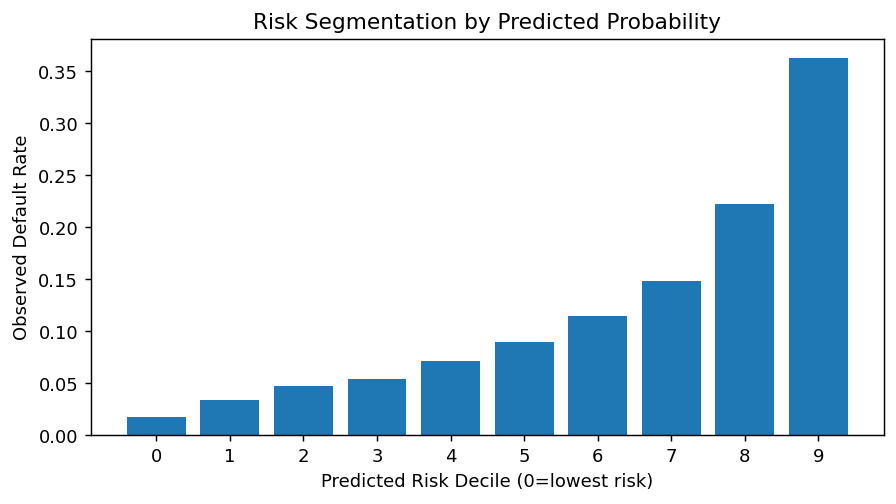 Risk Segmentation by Predicted Probability
Observed Default Rate
0.35
0.30
0.25
0.20
0.15
0.10
0.05
0.00
0 1 2 3 4 5 6 7 8 9
Predicted Risk Decile (0=lowest risk)